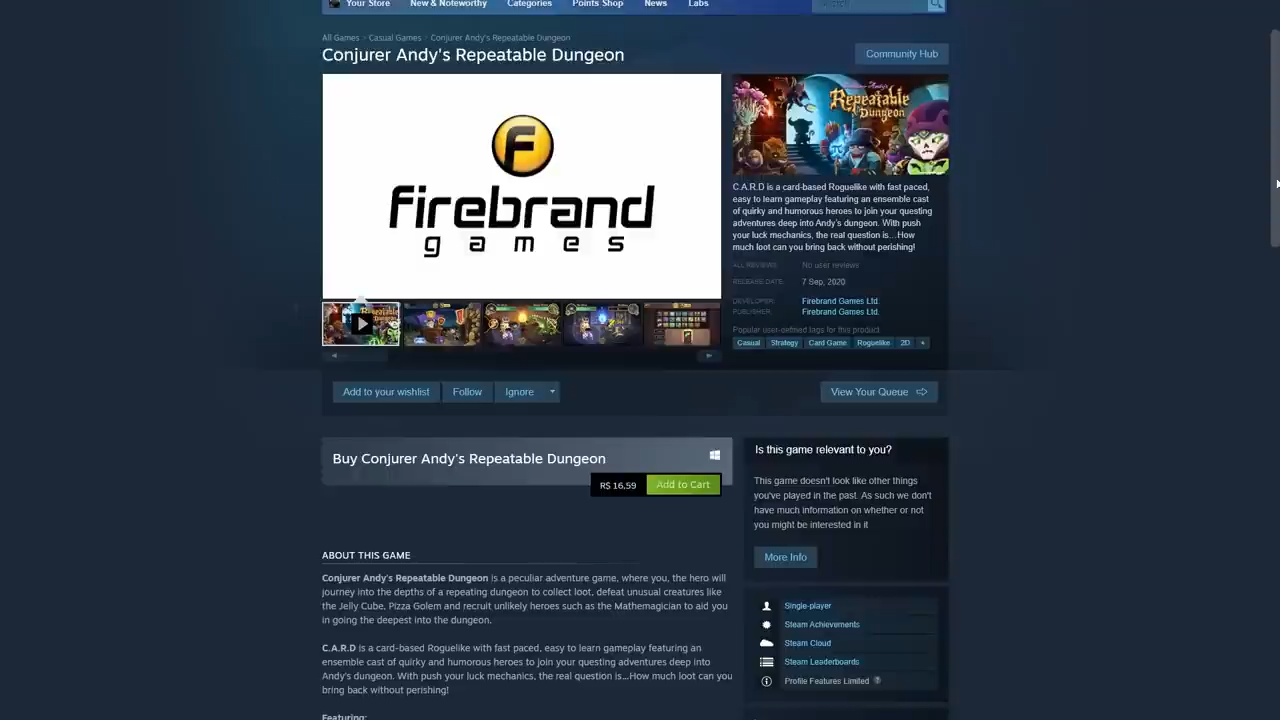 Your Store New & Noteworthy Categories Points Shop News Labs
All Games > Casual Games > Conjurer Andy's Repeatable Dungeon
Conjurer Andy's Repeatable Dungeon
Community Hub
F
firebrand
games
Repeatable
Dungeon
C.A.R.D is a card-based Roguelike with fast paced,
easy to learn gameplay featuring an ensemble cast
of quirky and humorous heroes to join your questing
adventures deep into Andy's dungeon. With push
your luck mechanics, the real question is...How
much loot can you bring back without perishing!
ALL REVIEWS: No user reviews
RELEASE DATE: 7 Sep, 2020
DEVELOPER: Firebrand Games Ltd.
PUBLISHER: Firebrand Games Ltd.
Popular user-defined tags for this product:
Casual Strategy Card Game Roguelike 2D +
Add to your wishlist Follow Ignore View Your Queue
Buy Conjurer Andy's Repeatable Dungeon
R$ 16,59 Add to Cart
Is this game relevant to you?
This game doesn't look like other things
you've played in the past. As such we don't
have much information on whether or not
you might be interested in it
More Info
ABOUT THIS GAME
Conjurer Andy's Repeatable Dungeon is a peculiar adventure game, where you, the hero will
journey into the depths of a repeating dungeon to collect loot, defeat unusual creatures like
the Jelly Cube, Pizza Golem and recruit unlikely heroes such as the Mathemagician to aid you
in going the deepest into the dungeon.
C.A.R.D is a card-based Roguelike with fast paced, easy to learn gameplay featuring an
ensemble cast of quirky and humorous heroes to join your questing adventures deep into
Andy's dungeon. With push your luck mechanics, the real question is...How much loot can you
bring back without perishing!
Featuring:
Single-player
Steam Achievements
Steam Cloud
Steam Leaderboards
Profile Features Limited ?